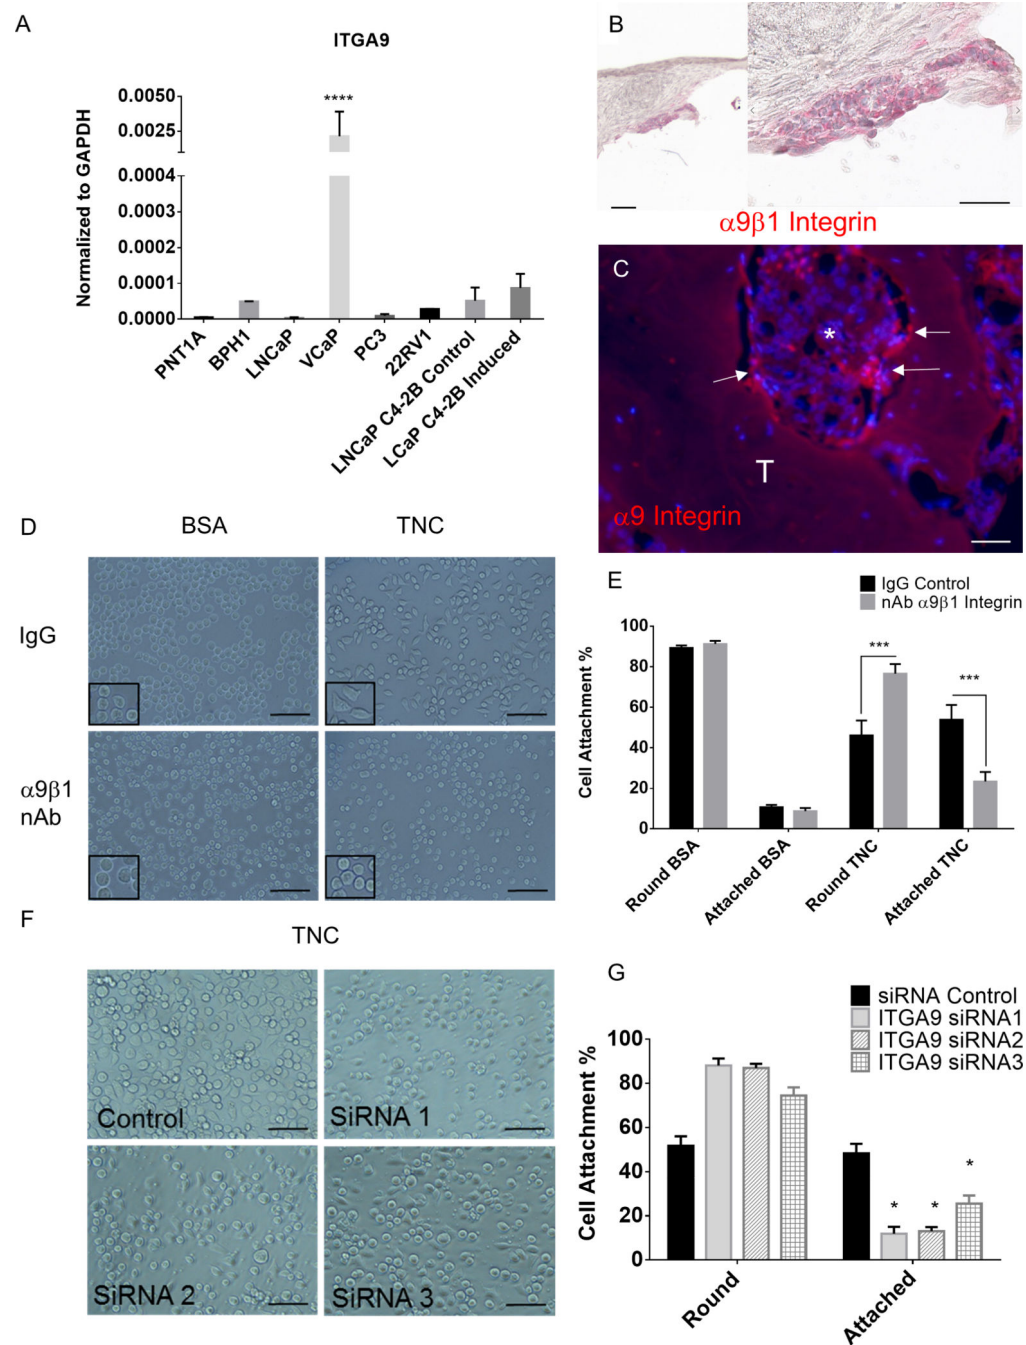 A
ITGA9
Normalized to GAPDH
0.0050
****
0.0025
0.0004
0.0003
0.0002
0.0001
0.0000
PNT1A
BPH1
LNCaP
VCaP
PC3
22RV1
LNCaP C4-2B Control
LCaP C4-2B Induced
B
α9β1 Integrin
C
*
T
α9 Integrin
D
BSA
TNC
IgG
α9β1
nAb
E
IgG Control
nAb α9β1 Integrin
Cell Attachment %
100
80
60
40
20
0
***
***
Round BSA
Attached BSA
Round TNC
Attached TNC
F
TNC
Control
SiRNA 1
SiRNA 2
SiRNA 3
G
siRNA Control
ITGA9 siRNA1
ITGA9 siRNA2
ITGA9 siRNA3
Cell Attachment %
100
80
60
40
20
0
*
*
*
Round
Attached